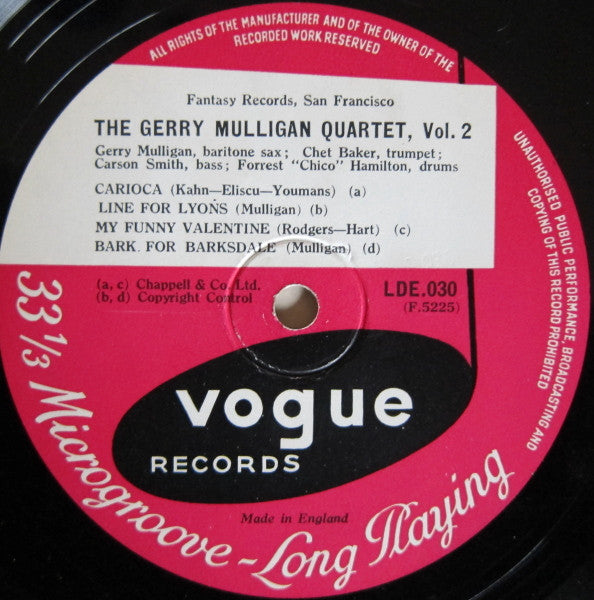 ALL RIGHTS OF THE MANUFACTURER AND OF THE OWNER OF THE
RECORDED WORK RESERVED
Fantasy Records, San Francisco
THE GERRY MULLIGAN QUARTET, Vol. 2
Gerry Mulligan, baritone sax; Chet Baker, trumpet;
Carson Smith, bass; Forrest "Chico" Hamilton, drums
CARIOCA (Kahn—Eliscu—Youmans) (a)
LINE FOR LYONS (Mulligan) (b)
MY FUNNY VALENTINE (Rodgers—Hart) (c)
BARK. FOR BARKSDALE (Mulligan) (d)
(a, c) Chappell & Co. Ltd.
(b, d) Copyright Control
LDE.030
(F.5225)
UNAUTHORISED PUBLIC PERFORMANCE, BROADCASTING AND
COPYING OF THIS RECORD PROHIBITED
vogue
RECORDS
Made in England
33 1/3 Microgroove - Long Playing